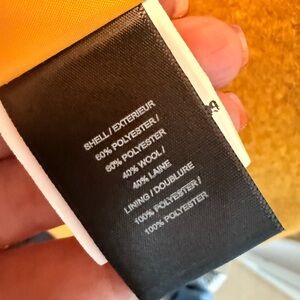 SHELL / EXTERIEUR
60% POLYESTER /
60% POLYESTER
40% WOOL /
40% LAINE
LINING / DOUBLURE
100% POLYESTER /
100% POLYESTER